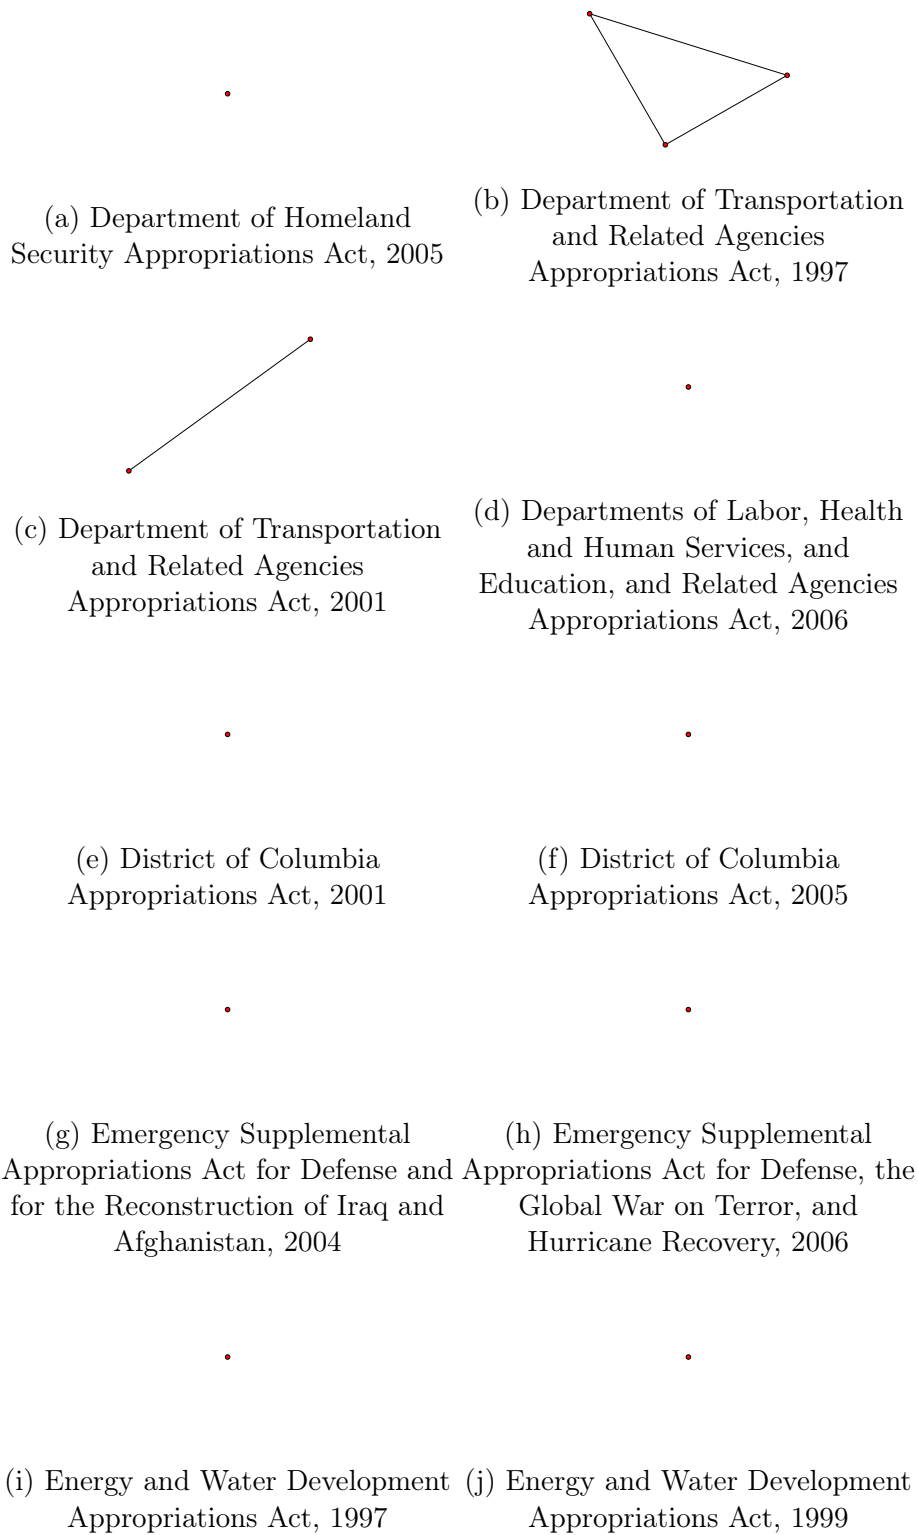 (a) Department of Homeland
Security Appropriations Act, 2005
(b) Department of Transportation
and Related Agencies
Appropriations Act, 1997
(c) Department of Transportation
and Related Agencies
Appropriations Act, 2001
(d) Departments of Labor, Health
and Human Services, and
Education, and Related Agencies
Appropriations Act, 2006
(e) District of Columbia
Appropriations Act, 2001
(f) District of Columbia
Appropriations Act, 2005
(g) Emergency Supplemental
Appropriations Act for Defense and
for the Reconstruction of Iraq and
Afghanistan, 2004
(h) Emergency Supplemental
Appropriations Act for Defense, the
Global War on Terror, and
Hurricane Recovery, 2006
(i) Energy and Water Development
Appropriations Act, 1997
(j) Energy and Water Development
Appropriations Act, 1999